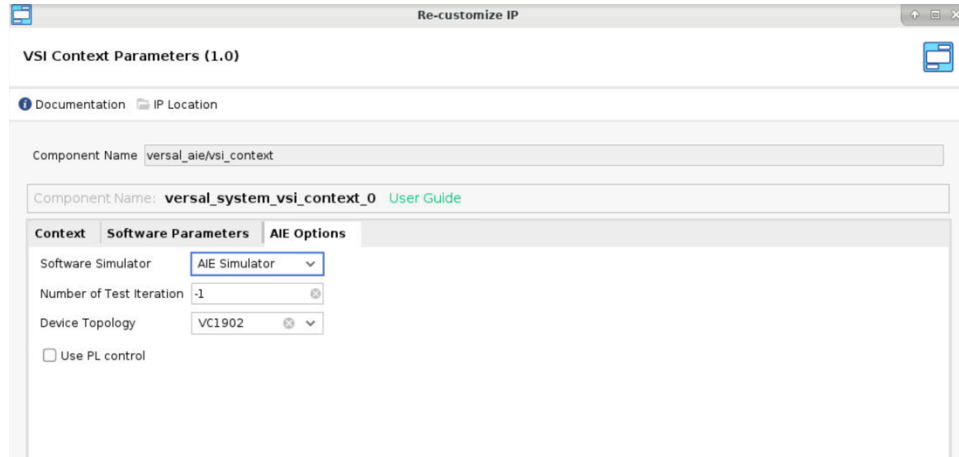 Re-customize IP
VSI Context Parameters (1.0)
Documentation IP Location
Component Name versal_aie/vsi_context
Component Name: versal_system_vsi_context_0 User Guide
Context Software Parameters AIE Options
Software Simulator AIE Simulator
Number of Test Iteration -1
Device Topology VC1902
Use PL control